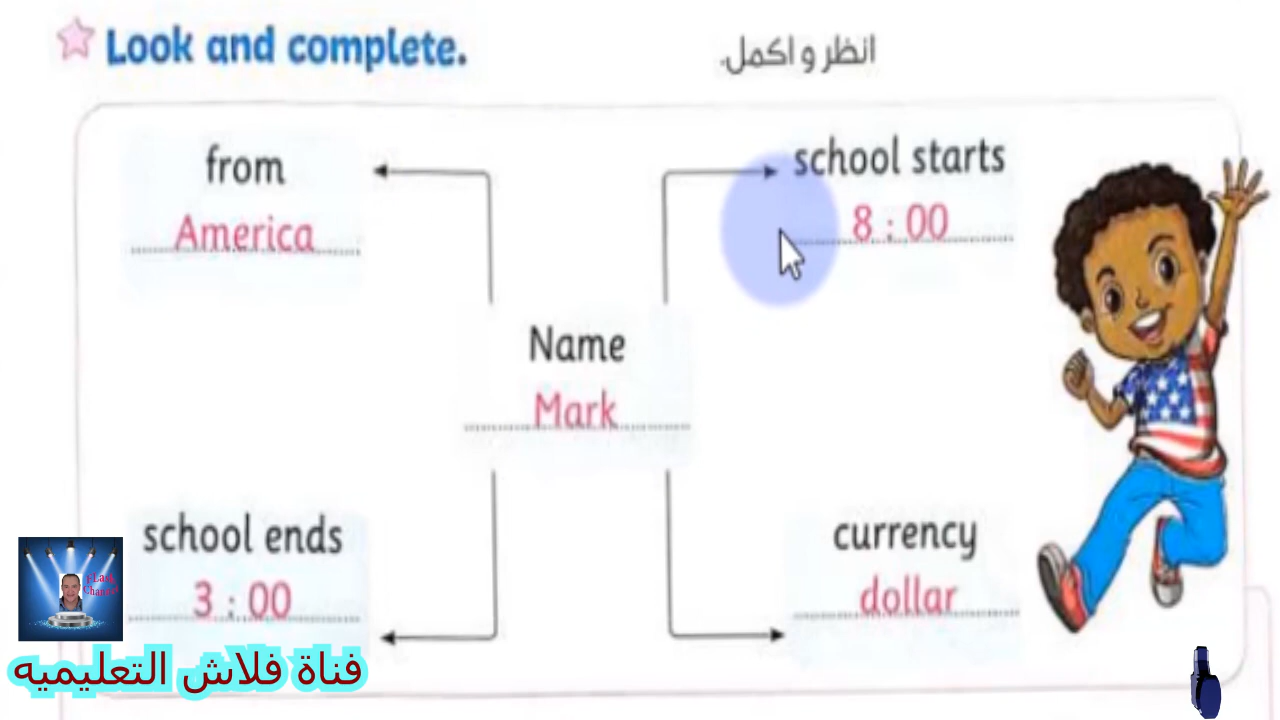 Look and complete.
انظر و اكمل.
from
America
school starts
8 : 00
Name
Mark
school ends
3 : 00
currency
dollar
فناة فلاش التعليميه